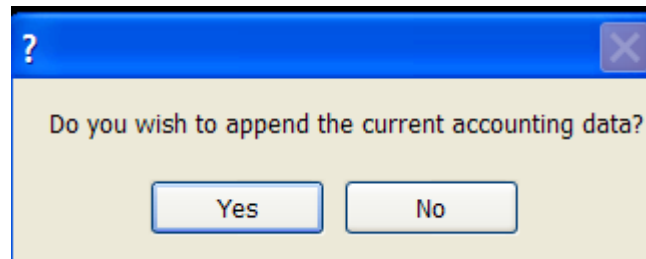 ?
Do you wish to append the current accounting data?
Yes No